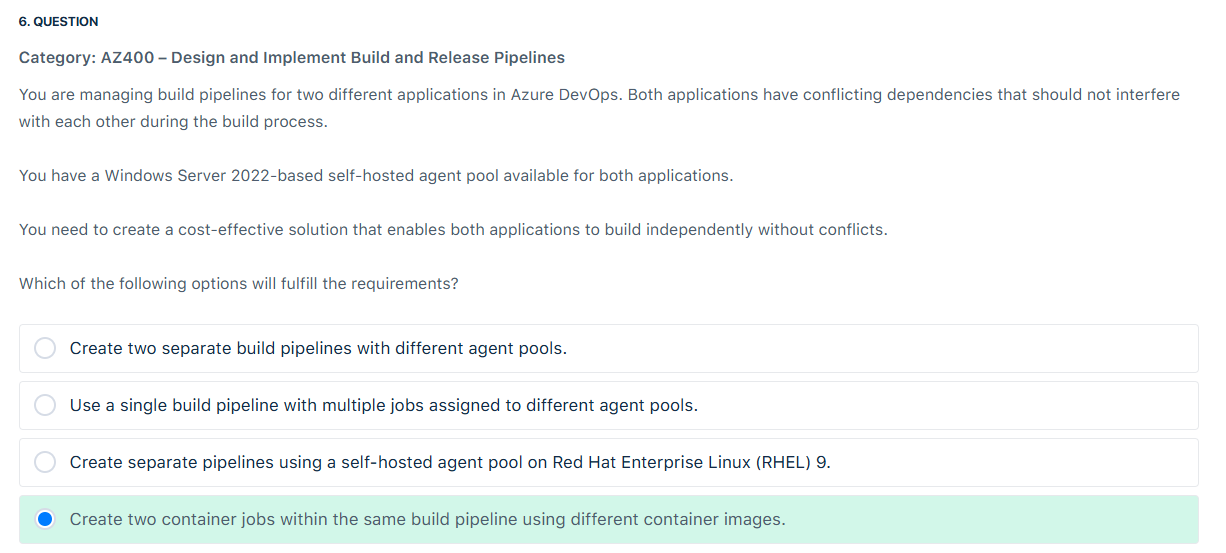 6. QUESTION
Category: AZ400 – Design and Implement Build and Release Pipelines
You are managing build pipelines for two different applications in Azure DevOps. Both applications have conflicting dependencies that should not interfere
with each other during the build process.
You have a Windows Server 2022-based self-hosted agent pool available for both applications.
You need to create a cost-effective solution that enables both applications to build independently without conflicts.
Which of the following options will fulfill the requirements?
Create two separate build pipelines with different agent pools.
Use a single build pipeline with multiple jobs assigned to different agent pools.
Create separate pipelines using a self-hosted agent pool on Red Hat Enterprise Linux (RHEL) 9.
Create two container jobs within the same build pipeline using different container images.